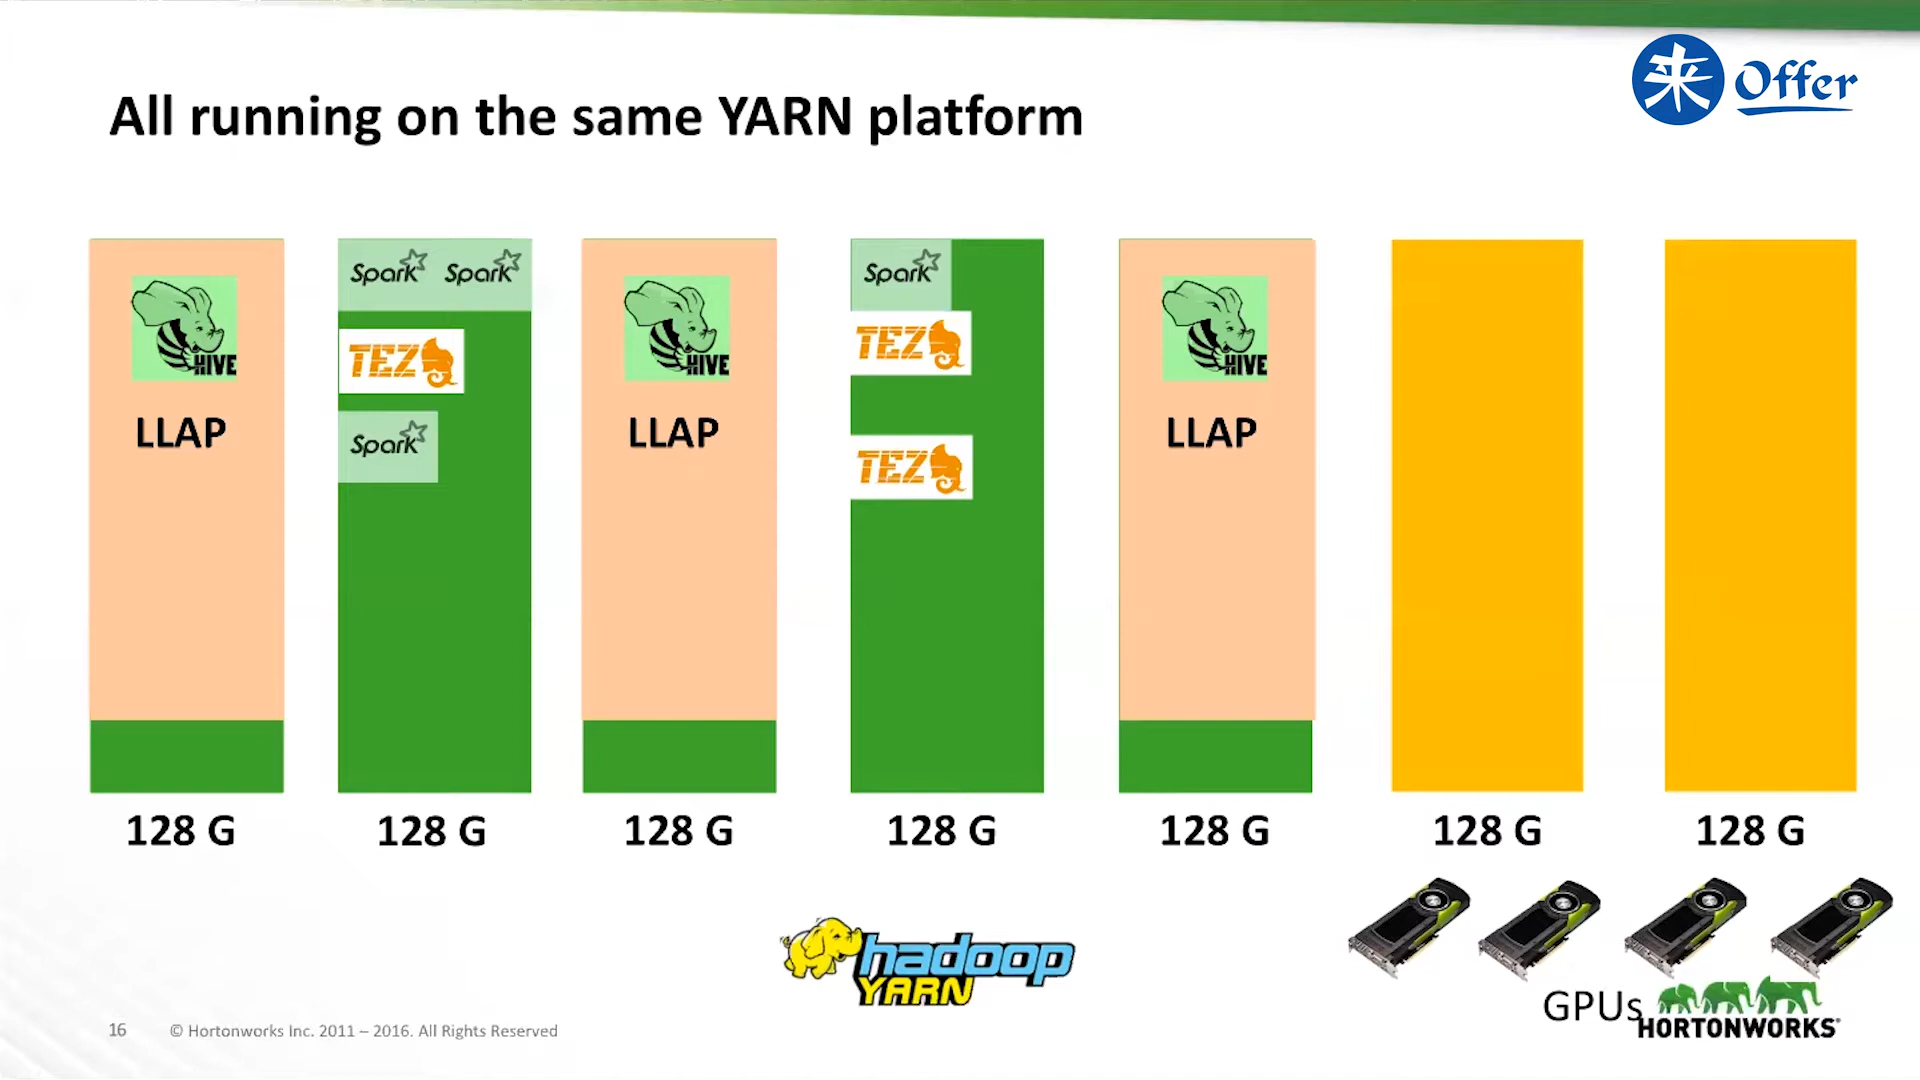 来 Offer
All running on the same YARN platform
Spark Spark Spark
HIVE TEZ HIVE TEZ HIVE
LLAP Spark LLAP TEZ LLAP
128 G 128 G 128 G 128 G 128 G 128 G 128 G
hadoop
YARN
GPUs
HORTONWORKS
16 © Hortonworks Inc. 2011 – 2016. All Rights Reserved